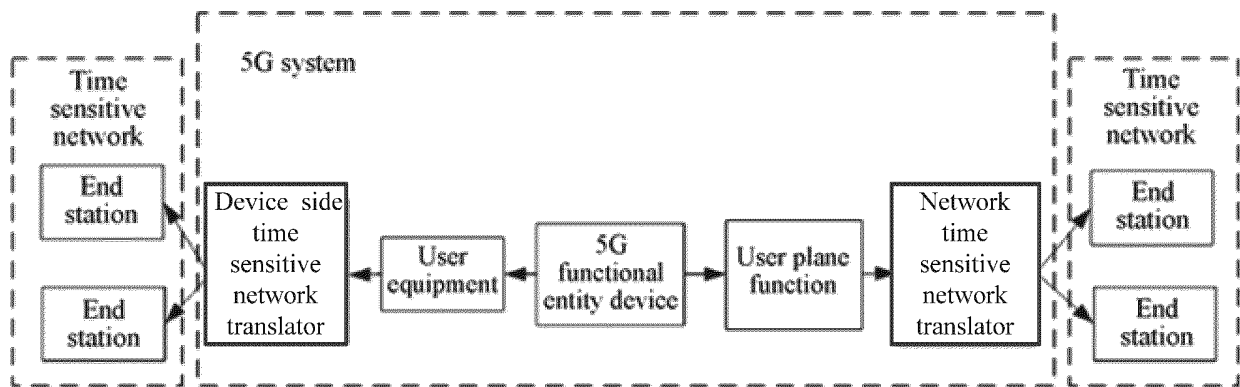 5G system
Time
sensitive
network
End
station
End
station
Device side
time
sensitive
network
translator
User
equipment
5G
functional
entity device
User plane
function
Network
time
sensitive
network
translator
Time
sensitive
network
End
station
End
station